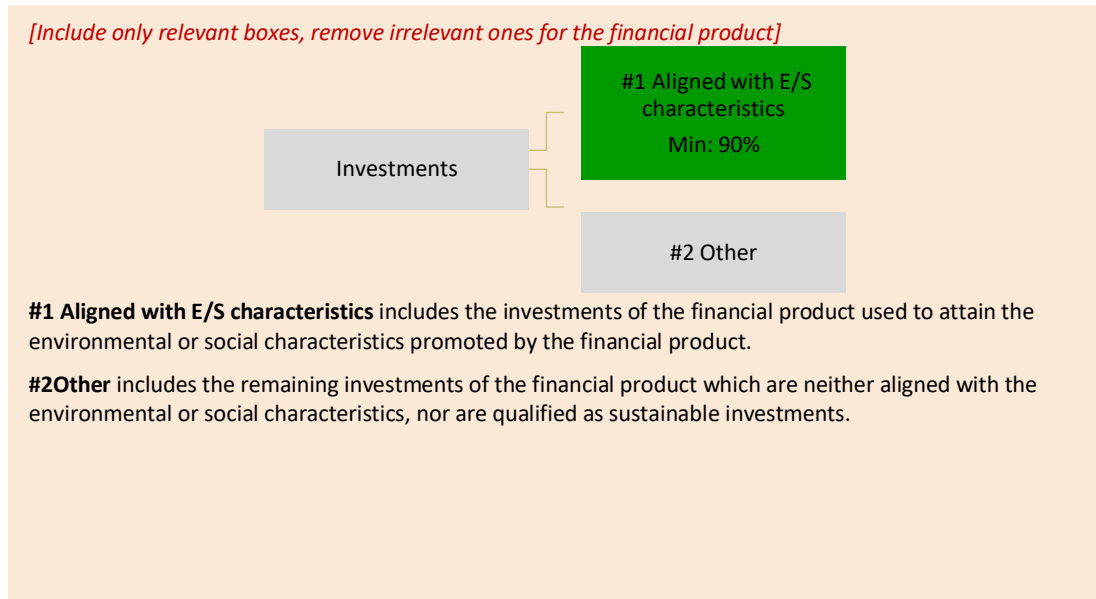 [Include only relevant boxes, remove irrelevant ones for the financial product]
#1 Aligned with E/S
characteristics
Min: 90%
Investments
#2 Other
#1 Aligned with E/S characteristics includes the investments of the financial product used to attain the
environmental or social characteristics promoted by the financial product.
#2Other includes the remaining investments of the financial product which are neither aligned with the
environmental or social characteristics, nor are qualified as sustainable investments.